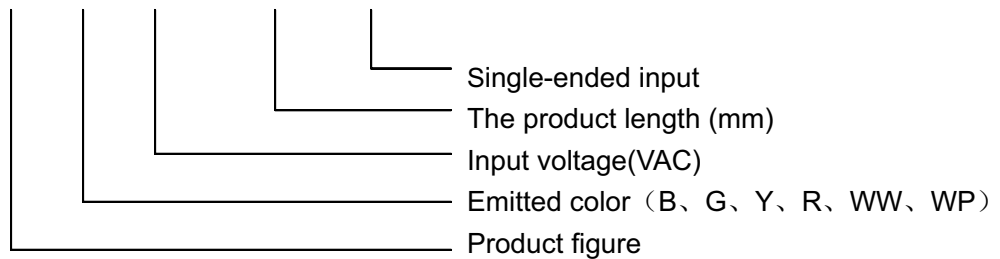 Single-ended input
The product length (mm)
Input voltage(VAC)
Emitted color（B、G、Y、R、WW、WP）
Product figure